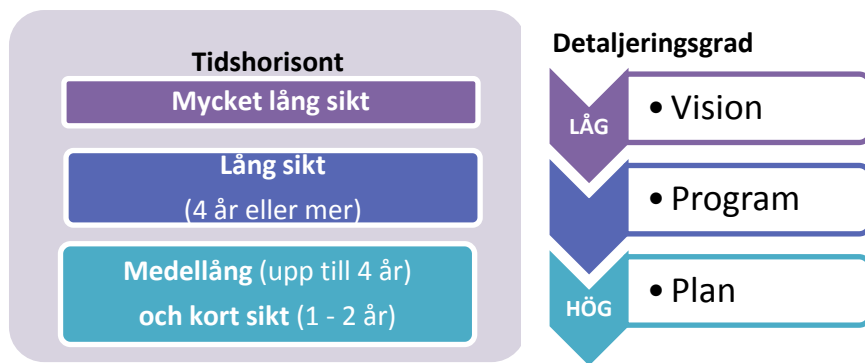 Tidshorisont
Mycket lång sikt
Lång sikt
(4 år eller mer)
Medellång (upp till 4 år)
och kort sikt (1 - 2 år)
Detaljeringsgrad
LÅG
• Vision
• Program
HÖG
• Plan